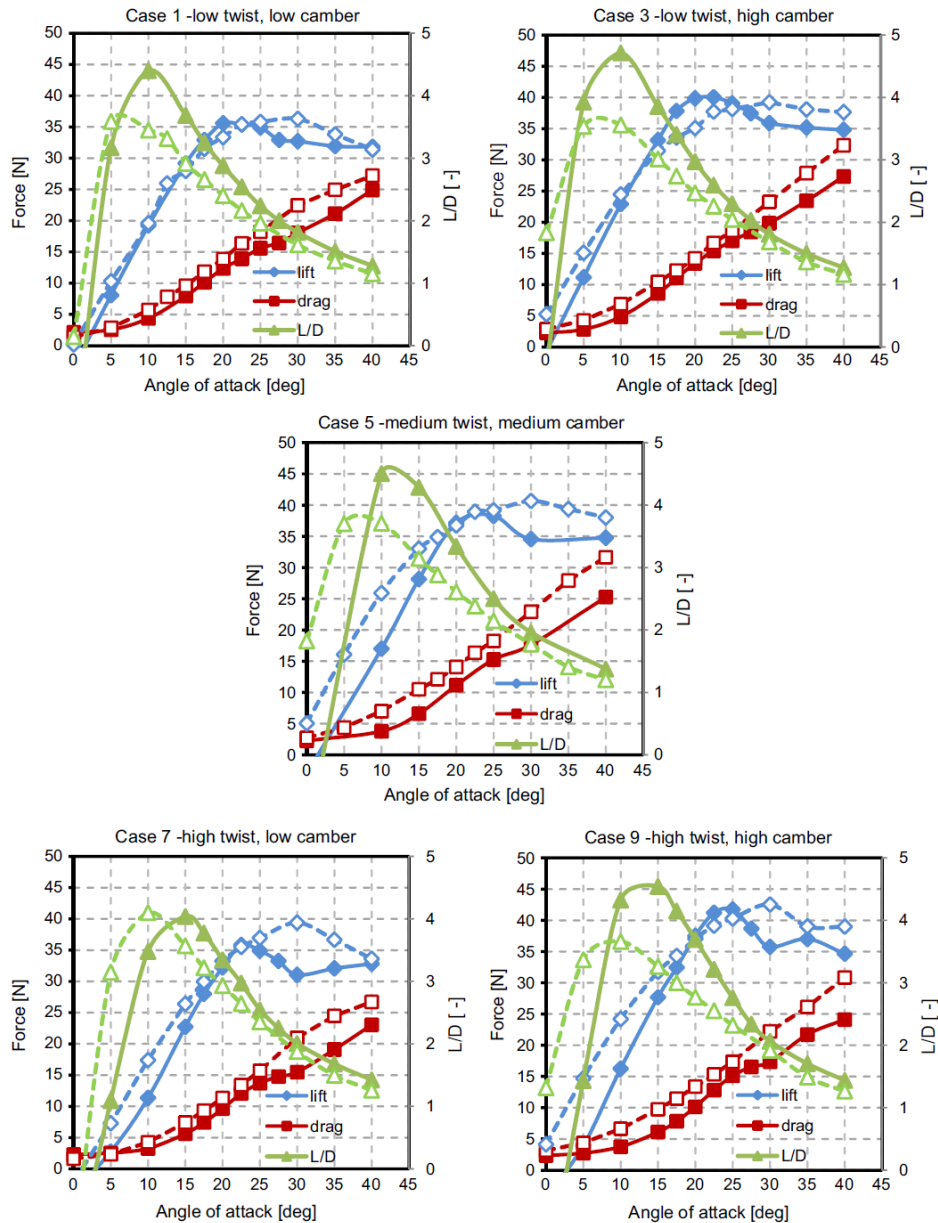 Case 1 -low twist, low camber
50
45
40
35
30
25
20
15
10
5
0
Force [N]
5
4
3
2
1
0
L/D [ - ]
lift
drag
L/D
0 5 10 15 20 25 30 35 40 45
Angle of attack [deg]
Case 3 -low twist, high camber
50
45
40
35
30
25
20
15
10
5
0
Force [N]
5
4
3
2
1
0
L/D [ - ]
lift
drag
L/D
0 5 10 15 20 25 30 35 40 45
Angle of attack [deg]
Case 5 -medium twist, medium camber
50
45
40
35
30
25
20
15
10
5
0
Force [N]
5
4
3
2
1
0
L/D [-]
lift
drag
L/D
0 5 10 15 20 25 30 35 40 45
Angle of attack [deg]
Case 7 -high twist, low camber
50
45
40
35
30
25
20
15
10
5
0
Force [N]
5
4
3
2
1
0
L/D [ - ]
lift
drag
L/D
0 5 10 15 20 25 30 35 40 45
Angle of attack [deg]
Case 9 -high twist, high camber
50
45
40
35
30
25
20
15
10
5
0
Force [N]
5
4
3
2
1
0
L/D [ - ]
lift
drag
L/D
0 5 10 15 20 25 30 35 40 45
Angle of attack [deg]